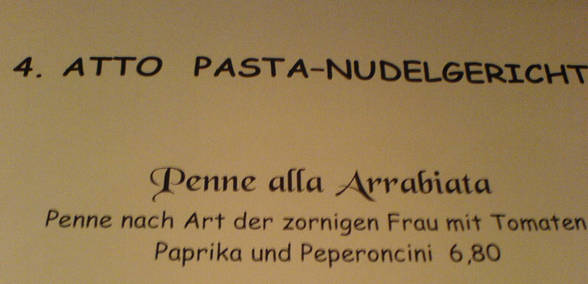 4. ATTO PASTA-NUDELGERICHT
Penne alla Arrabiata
Penne nach Art der zornigen Frau mit Tomaten
Paprika und Peperoncini 6,80